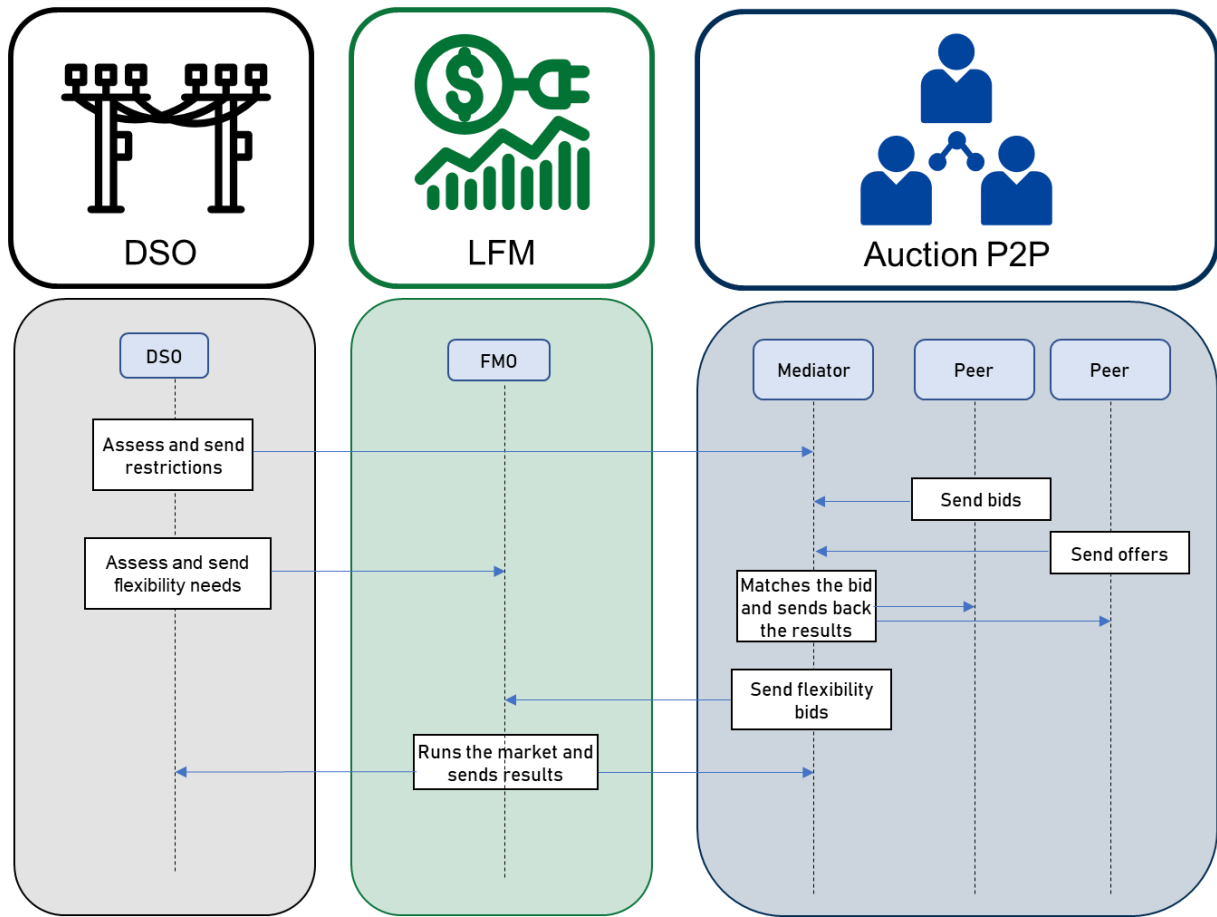 DSO
LFM
Auction P2P
DSO
FMO
Mediator
Peer
Peer
Assess and send
restrictions
Send bids
Assess and send
flexibility needs
Send offers
Matches the bid
and sends back
the results
Send flexibility
bids
Runs the market and
sends results